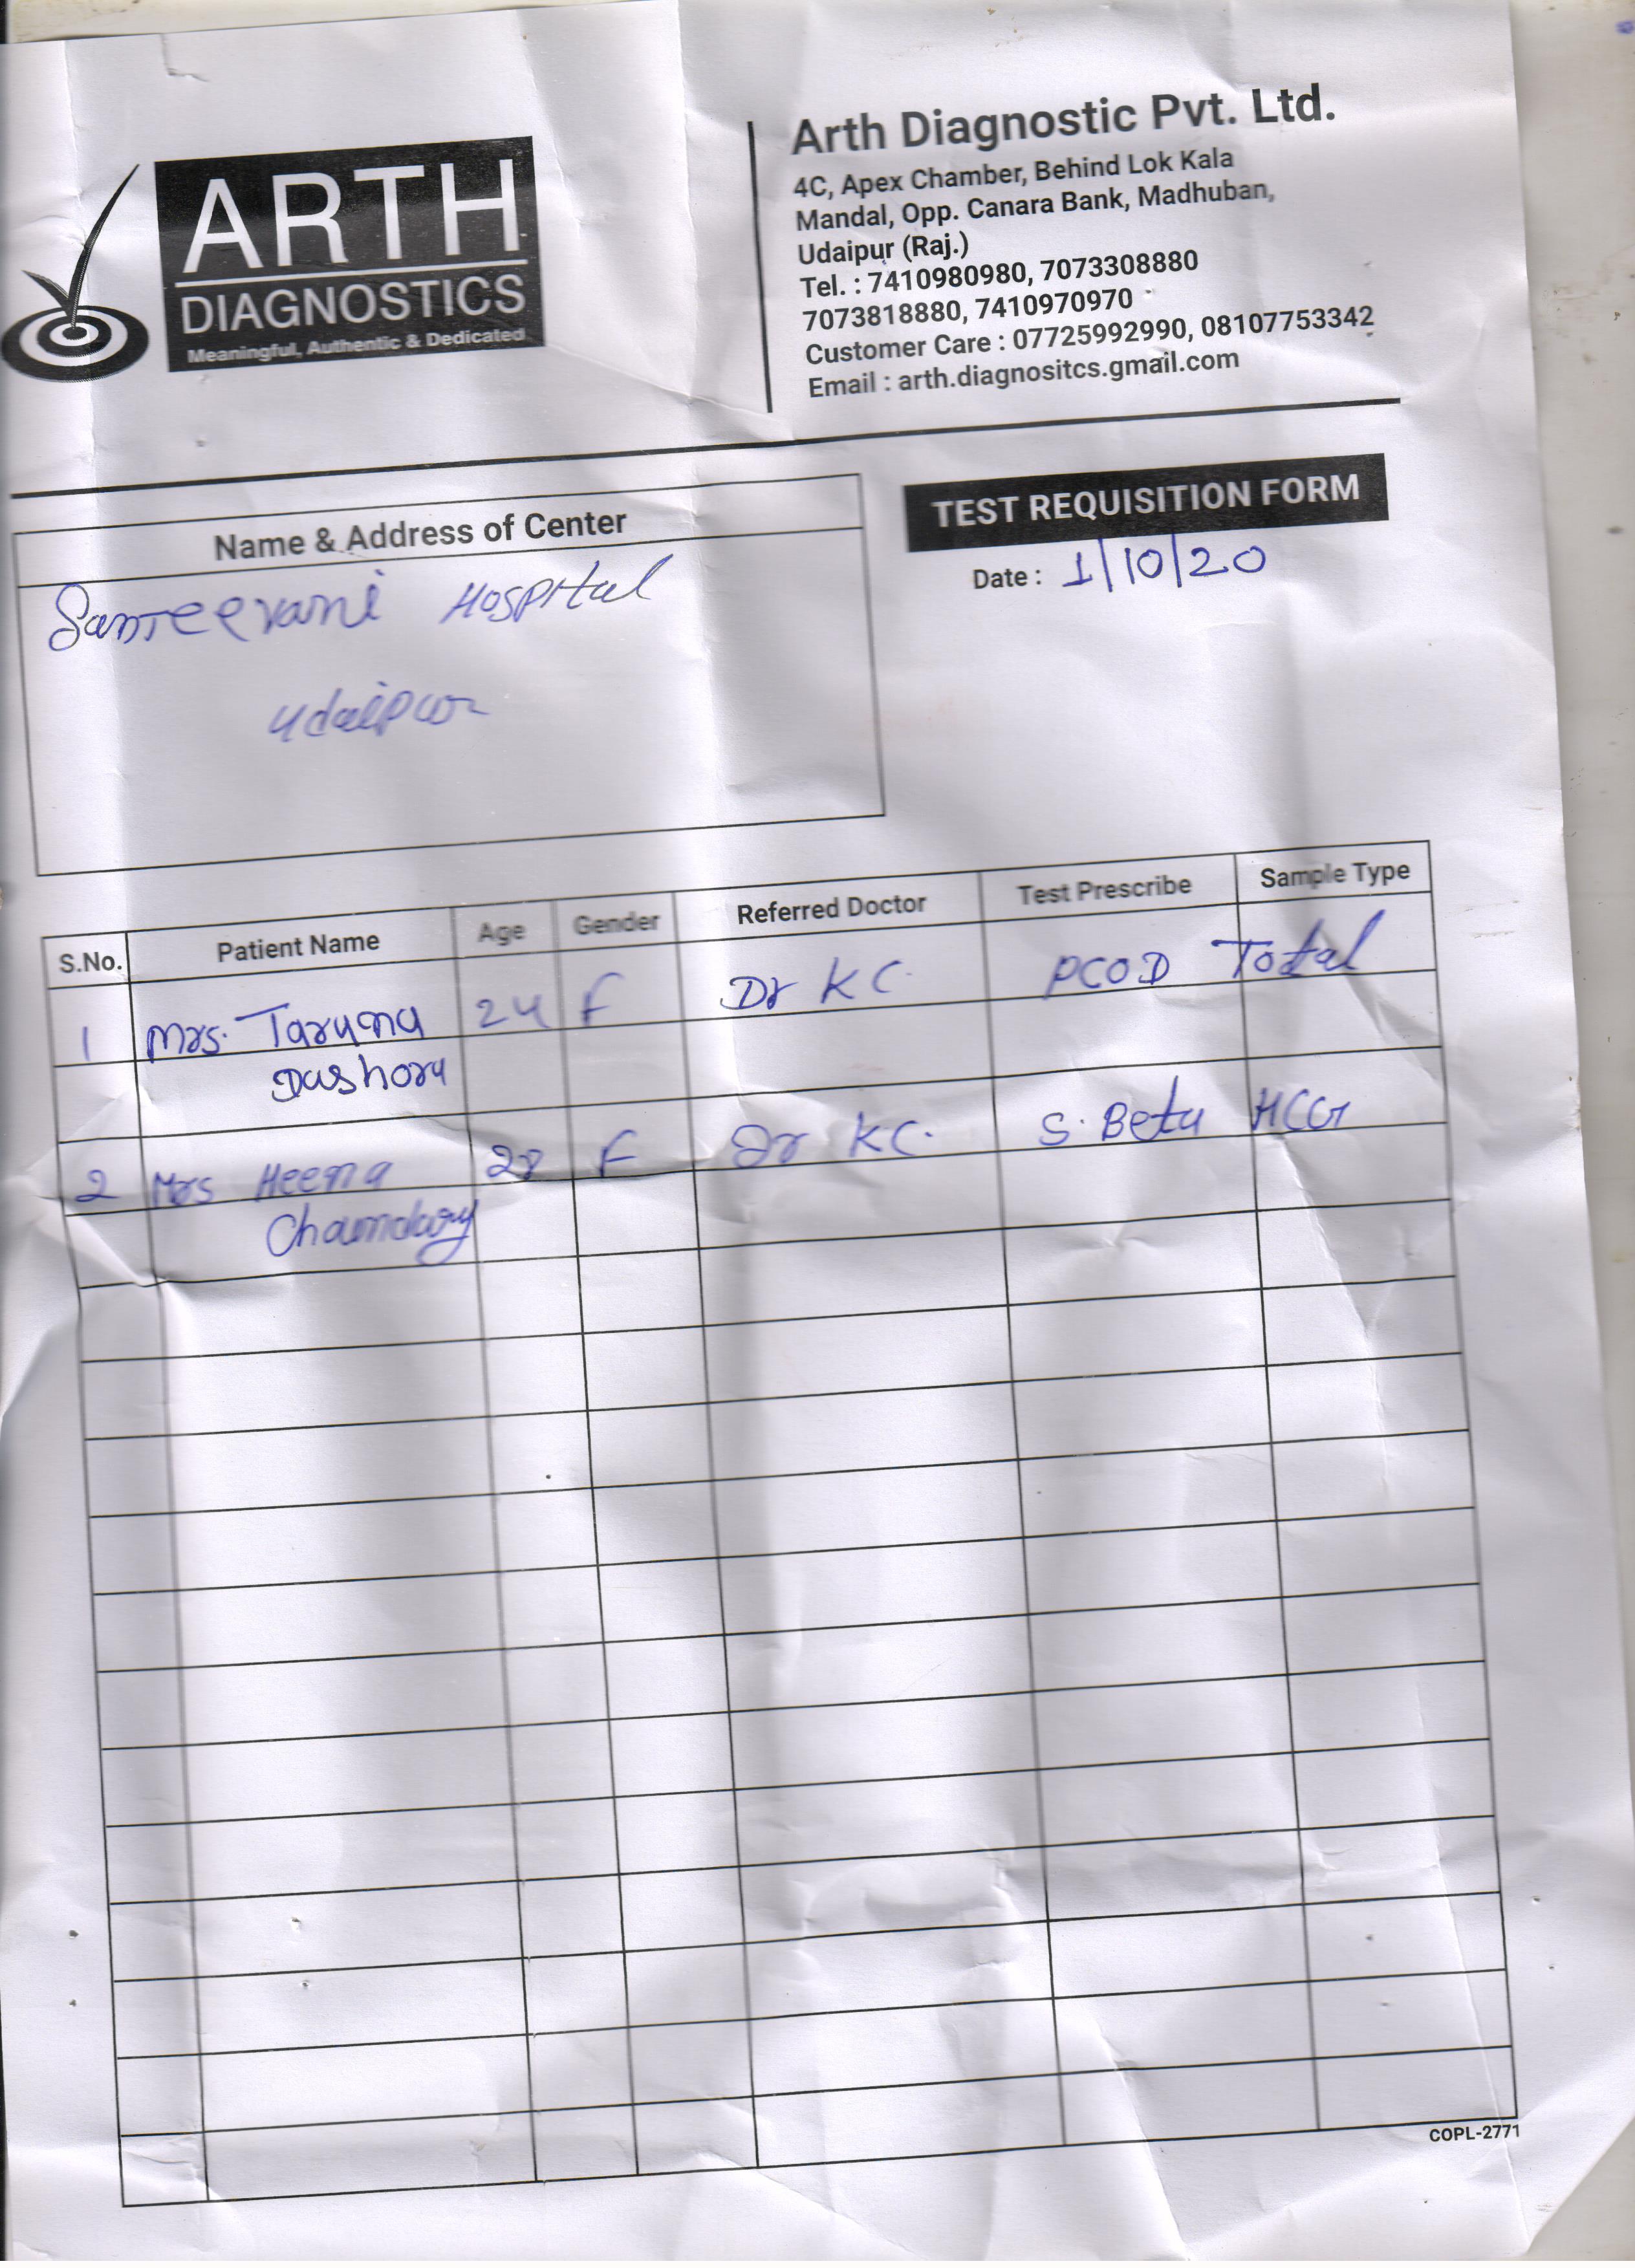 ARTH
DIAGNOSTICS
Meaningful, Authentic & Dedicated
Arth Diagnostic Pvt. Ltd.
4C, Apex Chamber, Behind Lok Kala
Mandal, Opp. Canara Bank, Madhuban,
Udaipur (Raj.)
Tel. : 7410980980, 7073308880
7073818880, 7410970970
Customer Care : 07725992990, 08107753342
Email : arth.diagnositcs.gmail.com
Name & Address of Center
Sanjeevani Hospital
Udaipur
TEST REQUISITION FORM
Date : 1/10/20
S.No. Patient Name Age Gender Referred Doctor Test Prescribe Sample Type
1 Mrs. Taruna 24 F Dr KC. PCOD Total
Dashora
2 Mrs Heena 28 F Dr KC. S. Beta HCG
COPL-2771